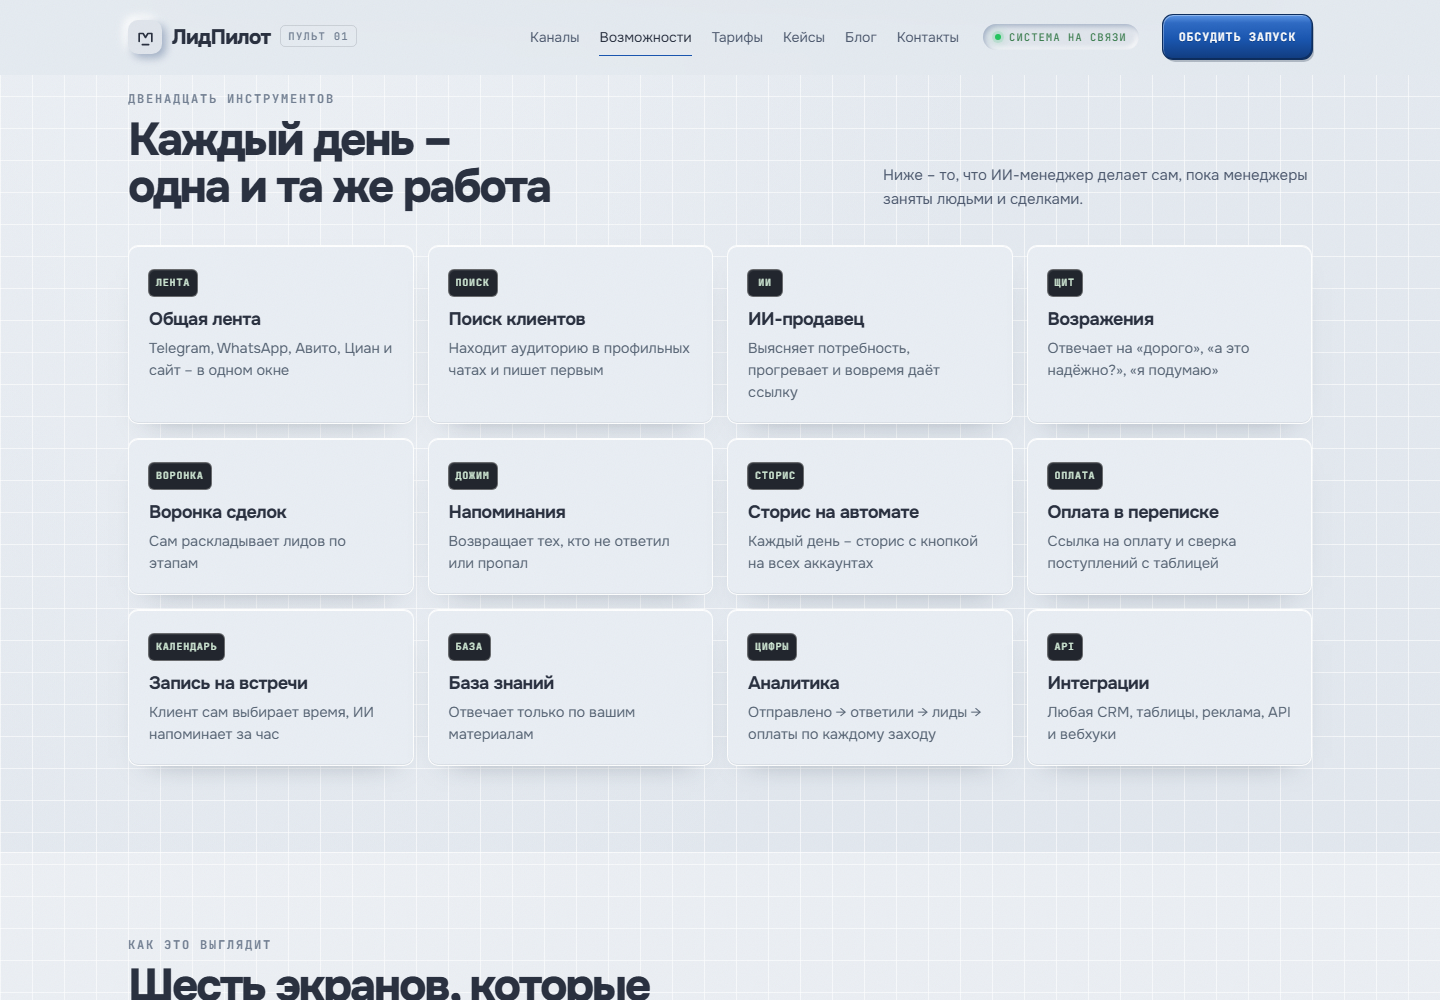 ЛидПилот
ПУЛЬТ 01
Каналы
Возможности
Тарифы
Кейсы
Блог
Контакты
СИСТЕМА НА СВЯЗИ
ОБСУДИТЬ ЗАПУСК
ДВЕНАДЦАТЬ ИНСТРУМЕНТОВ
Каждый день –
одна и та же работа
Ниже – то, что ИИ-менеджер делает сам, пока менеджеры
заняты людьми и сделками.
ЛЕНТА
Общая лента
Telegram, WhatsApp, Авито, Циан и
сайт – в одном окне
ПОИСК
Поиск клиентов
Находит аудиторию в профильных
чатах и пишет первым
ИИ
ИИ-продавец
Выясняет потребность,
прогревает и вовремя даёт
ссылку
ЩИТ
Возражения
Отвечает на «дорого», «а это
надёжно?», «я подумаю»
ВОРОНКА
Воронка сделок
Сам раскладывает лидов по
этапам
ДОЖИМ
Напоминания
Возвращает тех, кто не ответил
или пропал
СТОРИС
Сторис на автомате
Каждый день – сторис с кнопкой
на всех аккаунтах
ОПЛАТА
Оплата в переписке
Ссылка на оплату и сверка
поступлений с таблицей
КАЛЕНДАРЬ
Запись на встречи
Клиент сам выбирает время, ИИ
напоминает за час
БАЗА
База знаний
Отвечает только по вашим
материалам
ЦИФРЫ
Аналитика
Отправлено → ответили → лиды →
оплаты по каждому заходу
API
Интеграции
Любая CRM, таблицы, реклама, API
и вебхуки
КАК ЭТО ВЫГЛЯДИТ
Шесть экранов, которые